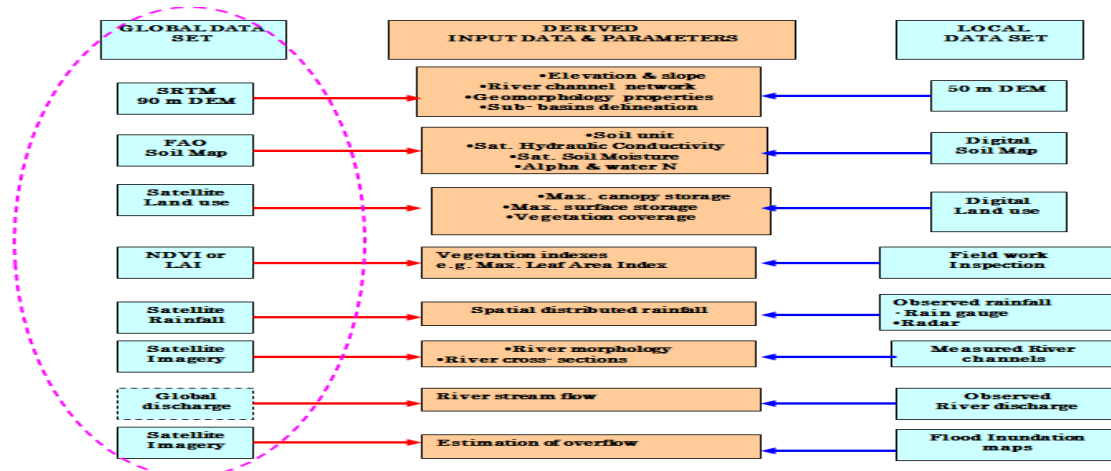 GLOBAL DATA
SET
DERIVED
INPUT DATA & PARAMETERS
LOCAL
DATA SET
SRTM
90 m DEM
•Elevation & slope
•River channel network
•Geomorphology properties
•Sub- basins delineation
50 m DEM
FAO
Soil Map
•Soil unit
•Sat. Hydraulic Conductivity
•Sat. Soil Moisture
•Alpha & water N
Digital
Soil Map
Satellite
Land use
•Max. canopy storage
•Max. surface storage
•Vegetation coverage
Digital
Land use
NDVI or
LAI
Vegetation indexes
e.g. Max. Leaf Area Index
Field work
Inspection
Satellite
Rainfall
Spatial distributed rainfall
Observed rainfall
- Rain gauge
•Radar
Satellite
Imagery
•River morphology
•River cross- sections
Measured River
channels
Global
discharge
River stream flow
Observed
River discharge
Satellite
Imagery
Estimation of overflow
Flood Inundation
maps